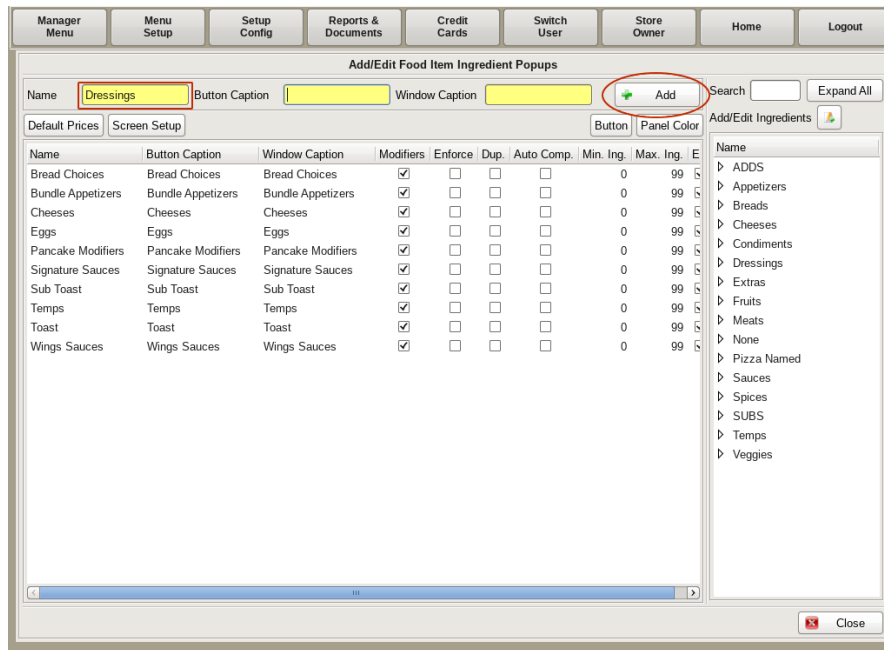 Manager Menu Menu Setup Setup Config Reports & Documents Credit Cards Switch User Store Owner Home Logout
Add/Edit Food Item Ingredient Popups
Name Dressings Button Caption Window Caption Add Search Expand All
Default Prices Screen Setup Button Panel Color Add/Edit Ingredients
Name Button Caption Window Caption Modifiers Enforce Dup. Auto Comp. Min. Ing. Max. Ing. E
Bread Choices Bread Choices Bread Choices 0 99
Bundle Appetizers Bundle Appetizers Bundle Appetizers 0 99
Cheeses Cheeses Cheeses 0 99
Eggs Eggs Eggs 0 99
Pancake Modifiers Pancake Modifiers Pancake Modifiers 0 99
Signature Sauces Signature Sauces Signature Sauces 0 99
Sub Toast Sub Toast Sub Toast 0 99
Temps Temps Temps 0 99
Toast Toast Toast 0 99
Wings Sauces Wings Sauces Wings Sauces 0 99
Name
ADDS
Appetizers
Breads
Cheeses
Condiments
Dressings
Extras
Fruits
Meats
None
Pizza Named
Sauces
Spices
SUBS
Temps
Veggies
Close